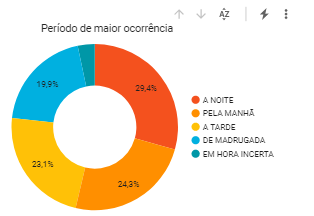 AZ
Período de maior ocorrência
29,4%
24,3%
23,1%
19,9%
A NOITE
PELA MANHÃ
A TARDE
DE MADRUGADA
EM HORA INCERTA